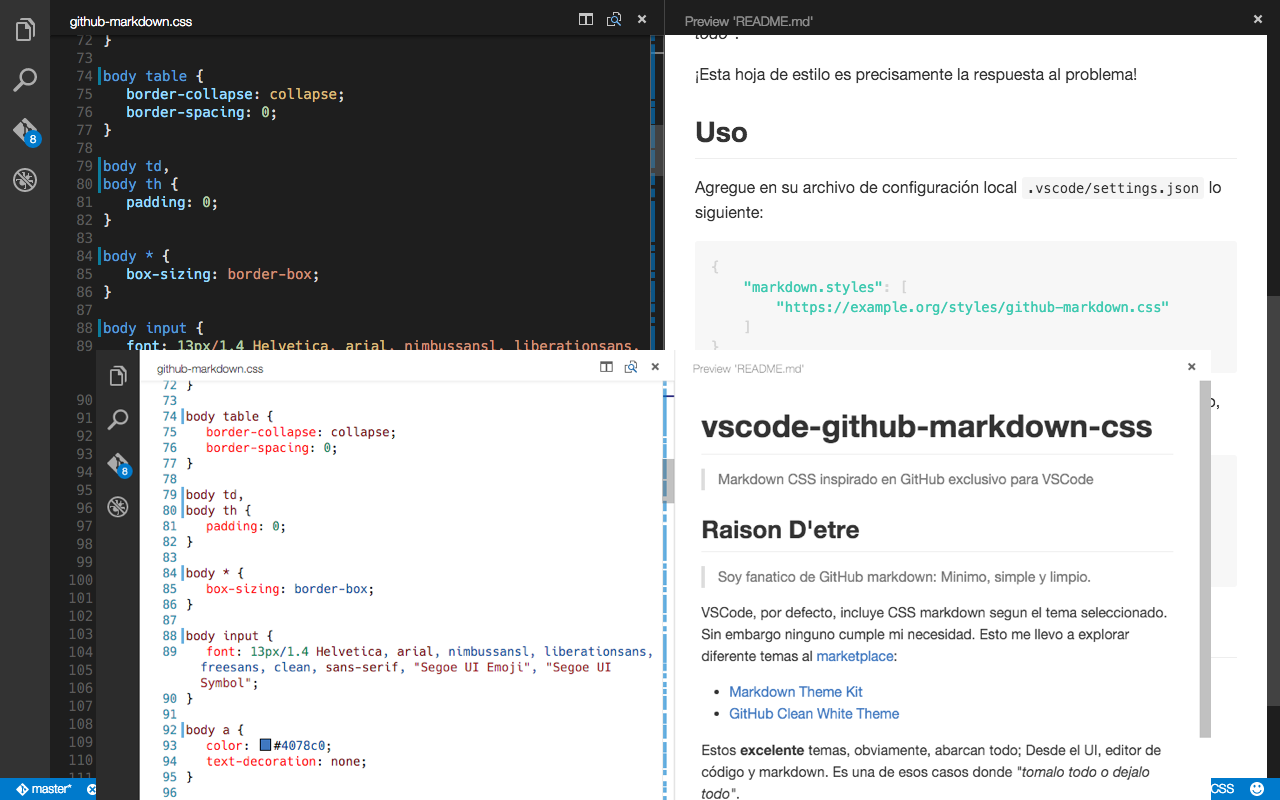 github-markdown.css
72 }
73
74 body table {
75 border-collapse: collapse;
76 border-spacing: 0;
77 }
78
79 body td,
80 body th {
81 padding: 0;
82 }
83
84 body * {
85 box-sizing: border-box;
86 }
87
88 body input {
89 font: 13px/1.4 Helvetica, arial, nimbussansl, liberationsans,
90
91
92
93
94
95
96
97
98
99
100
101
102
103
104
105
106
107
108
109
110
111
8
master*
Preview 'README.md'
todo".
¡Esta hoja de estilo es precisamente la respuesta al problema!
Uso
Agregue en su archivo de configuración local .vscode/settings.json lo
siguiente:
{
"markdown.styles": [
"https://example.org/styles/github-markdown.css"
]
}
CSS
github-markdown.css
72 }
73
74 body table {
75 border-collapse: collapse;
76 border-spacing: 0;
77 }
78
79 body td,
80 body th {
81 padding: 0;
82 }
83
84 body * {
85 box-sizing: border-box;
86 }
87
88 body input {
89 font: 13px/1.4 Helvetica, arial, nimbussansl, liberationsans,
freesans, clean, sans-serif, "Segoe UI Emoji", "Segoe UI
Symbol";
90 }
91
92 body a {
93 color: #4078c0;
94 text-decoration: none;
95 }
96
8
Preview 'README.md'
vscode-github-markdown-css
Markdown CSS inspirado en GitHub exclusivo para VSCode
Raison D'etre
Soy fanatico de GitHub markdown: Minimo, simple y limpio.
VSCode, por defecto, incluye CSS markdown segun el tema seleccionado.
Sin embargo ninguno cumple mi necesidad. Esto me llevo a explorar
diferente temas al marketplace:
• Markdown Theme Kit
• GitHub Clean White Theme
Estos excelente temas, obviamente, abarcan todo; Desde el UI, editor de
código y markdown. Es una de esos casos donde "tomalo todo o dejalo
todo".